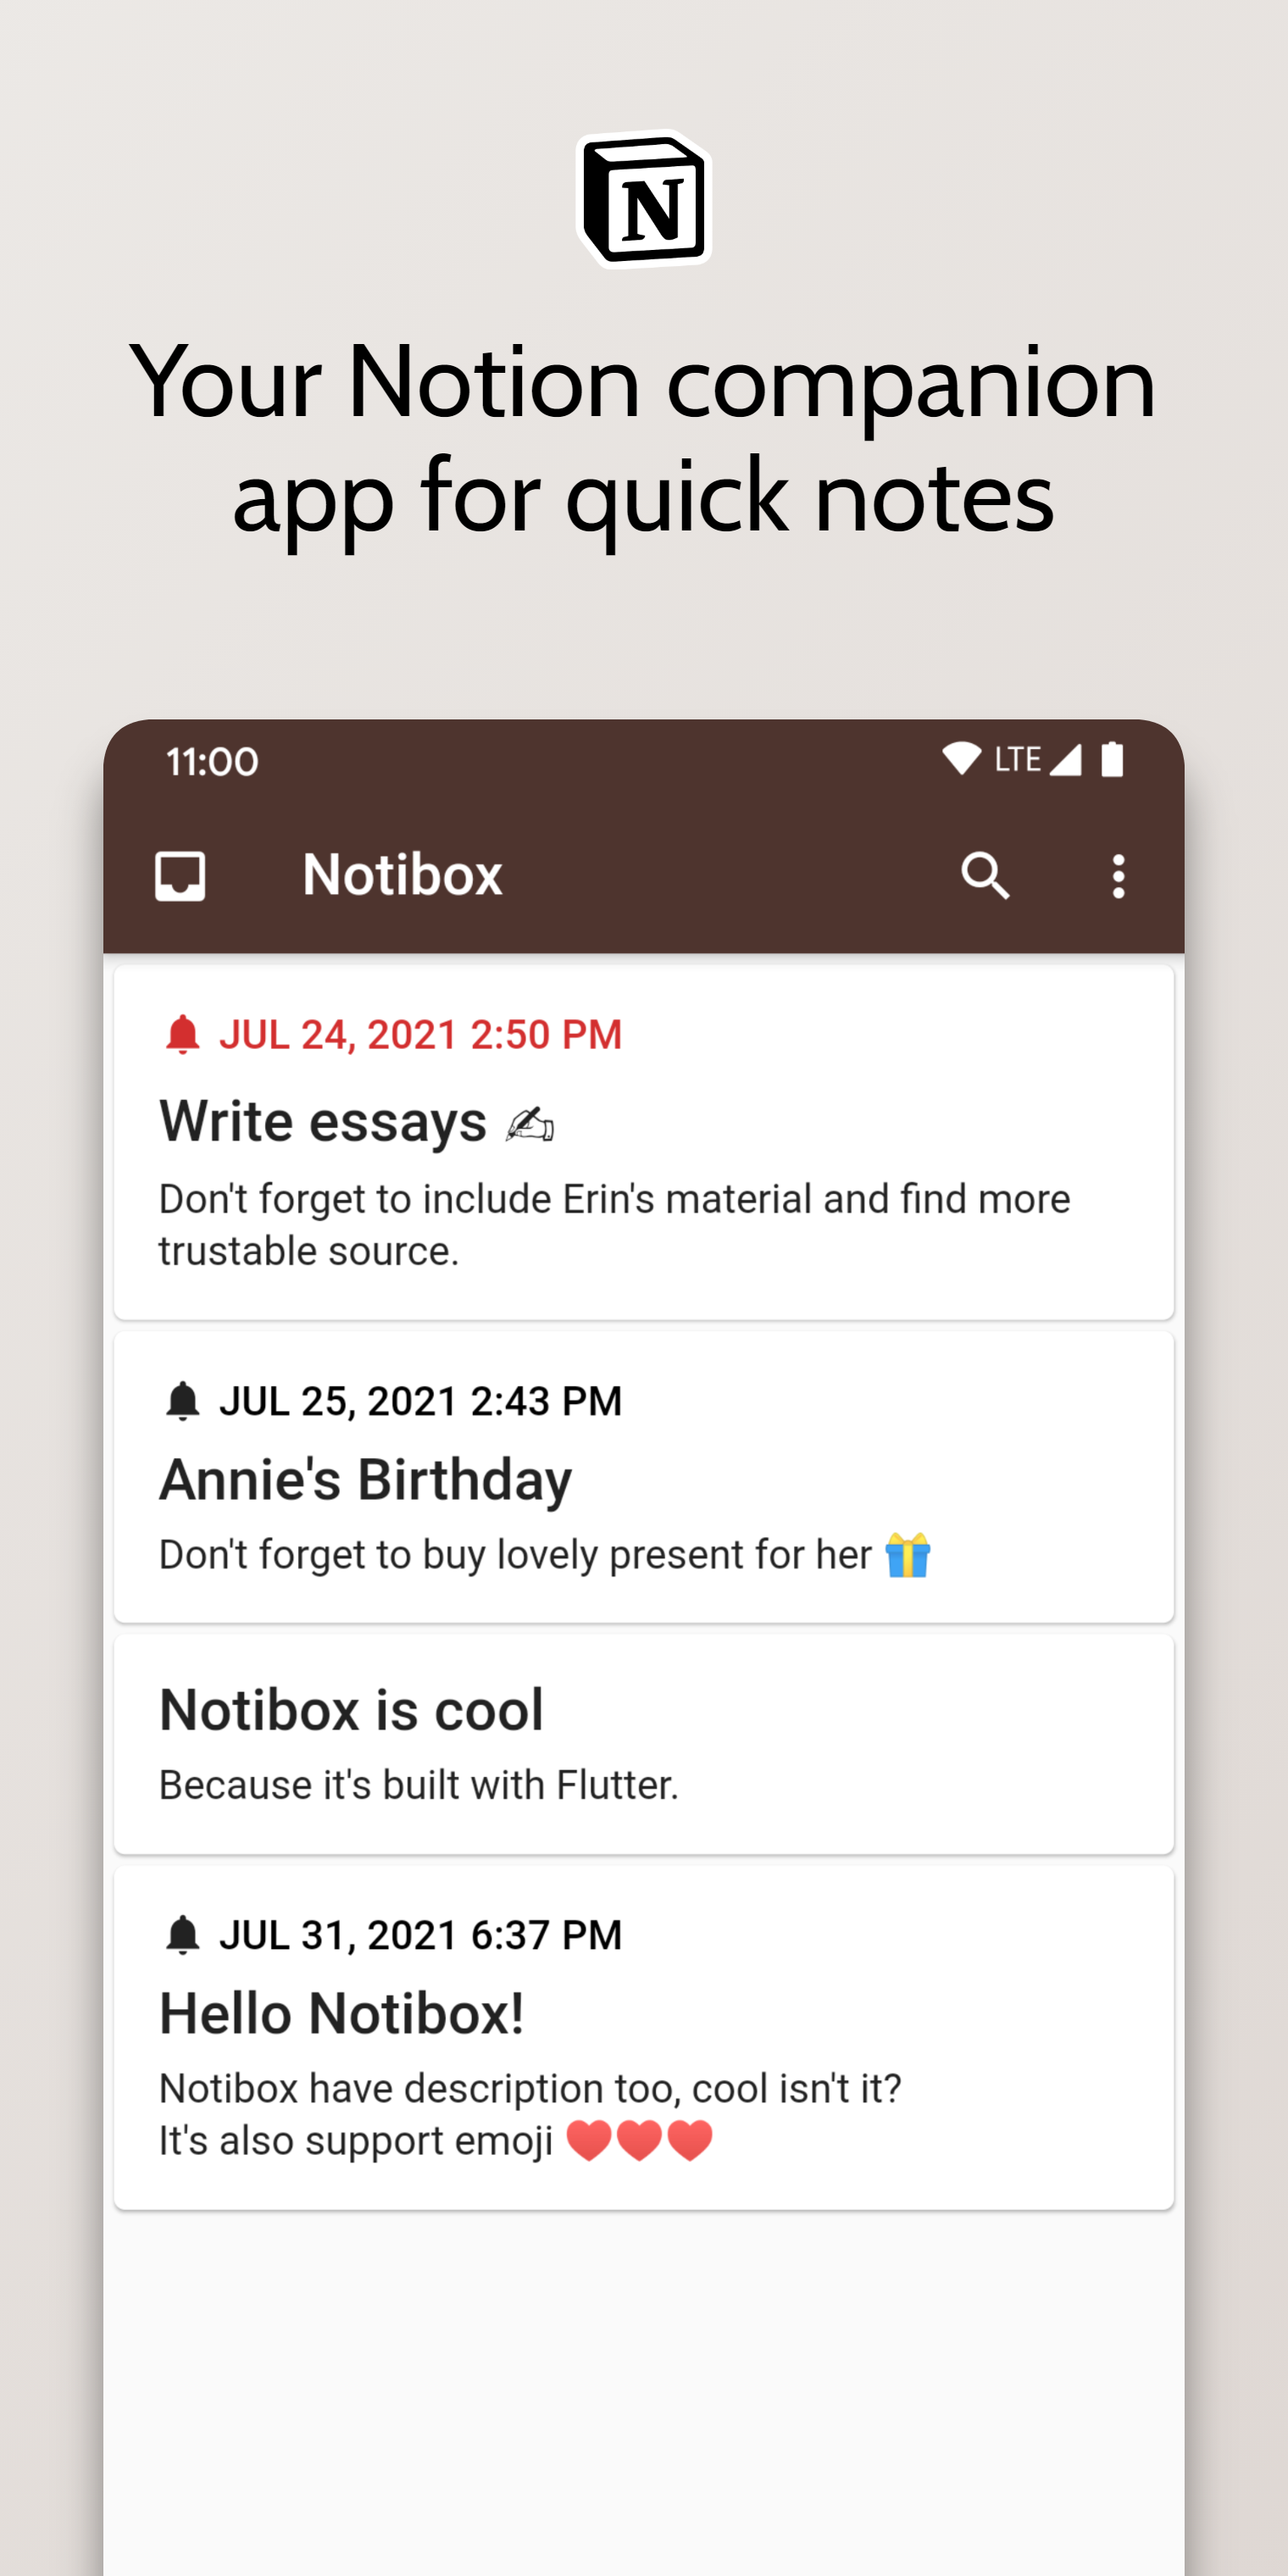 N
Your Notion companion
app for quick notes
11:00 LTE
Notibox
JUL 24, 2021 2:50 PM
Write essays ✍
Don't forget to include Erin's material and find more
trustable source.
JUL 25, 2021 2:43 PM
Annie's Birthday
Don't forget to buy lovely present for her 🎁
Notibox is cool
Because it's built with Flutter.
JUL 31, 2021 6:37 PM
Hello Notibox!
Notibox have description too, cool isn't it?
It's also support emoji ❤️❤️❤️